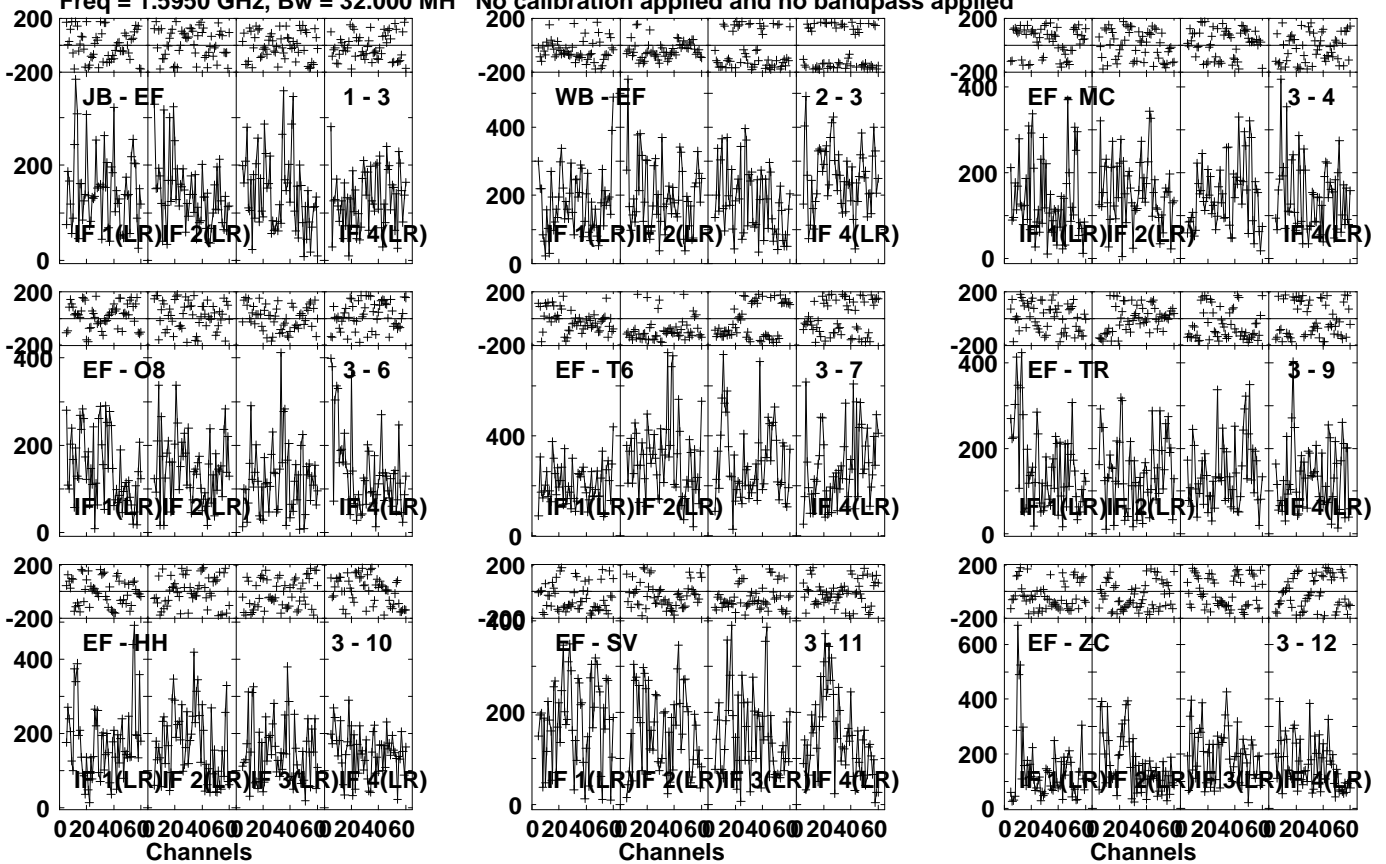 Freq = 1.5950 GHz, Bw = 32.000 MH No calibration applied and no bandpass applied
200
-200
JB - EF 1 - 3
200
0
IF 1(LR) IF 2(LR) IF 4(LR)
200
-200
WB - EF 2 - 3
400
200
0
IF 1(LR) IF 2(LR) IF 4(LR)
200
-200
400
EF - MC 3 - 4
200
0
IF 1(LR) IF 2(LR) IF 4(LR)
200
-200
400
EF - O8 3 - 6
200
0
IF 1(LR) IF 2(LR) IF 4(LR)
200
-200
EF - T6 3 - 7
400
0
IF 1(LR) IF 2(LR) IF 4(LR)
200
-200
400
EF - TR 3 - 9
200
0
IF 1(LR) IF 2(LR) IF 4(LR)
200
-200
EF - HH 3 - 10
400
200
0
IF 1(LR) IF 2(LR) IF 3(LR) IF 4(LR)
0 20 40 60 0 20 40 60 0 20 40 60 0 20 40 60
Channels
200
-200
400
EF - SV 3 - 11
200
0
IF 1(LR) IF 2(LR) IF 3(LR) IF 4(LR)
0 20 40 60 0 20 40 60 0 20 40 60 0 20 40 60
Channels
200
-200
600
EF - ZC 3 - 12
400
200
0
IF 1(LR) IF 2(LR) IF 3(LR) IF 4(LR)
0 20 40 60 0 20 40 60 0 20 40 60 0 20 40 60
Channels